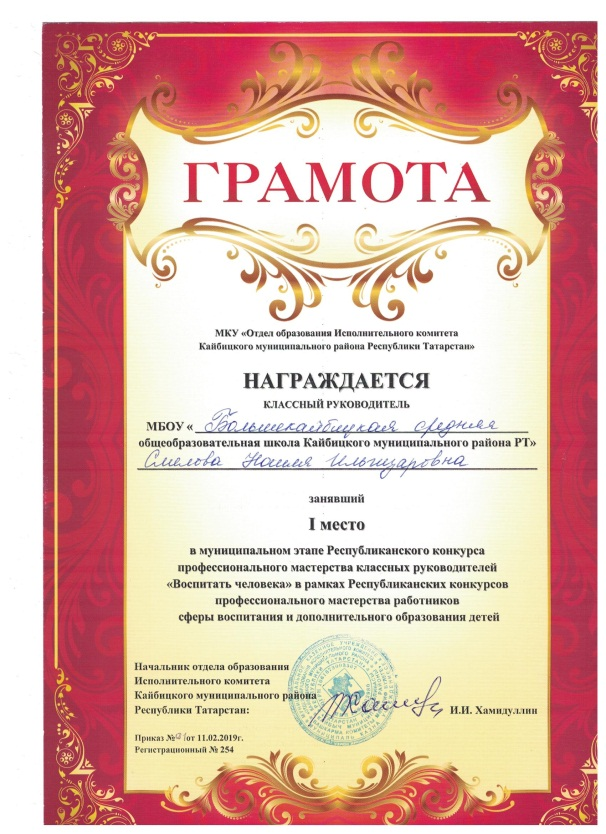 ГРАМОТА
МКУ «Отдел образования Исполнительного комитета
Кайбицкого муниципального района Республики Татарстан»
НАГРАЖДАЕТСЯ
КЛАССНЫЙ РУКОВОДИТЕЛЬ
МБОУ « Большекайбицкая средняя
общеобразовательная школа Кайбицкого муниципального района РТ»
Смелова Наиля Ильгизаровна
занявший
I место
в муниципальном этапе Республиканского конкурса
профессионального мастерства классных руководителей
«Воспитать человека» в рамках Республиканских конкурсов
профессионального мастерства работников
сферы воспитания и дополнительного образования детей
Начальник отдела образования
Исполнительного комитета
Кайбицкого муниципального района
Республики Татарстан:
И.И. Хамидуллин
Приказ № от 11.02.2019г.
Регистрационный № 254